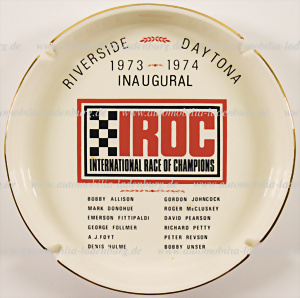 RIVERSIDE DAYTONA
1973 - 1974
INAUGURAL
IROC
INTERNATIONAL RACE OF CHAMPIONS
BOBBY ALLISON
MARK DONOHUE
EMERSON FITTIPALDI
GEORGE FOLLMER
A.J.FOYT
DENIS HULME
GORDON JOHNCOCK
ROGER McCLUSKEY
DAVID PEARSON
RICHARD PETTY
PETER REVSON
BOBBY UNSER